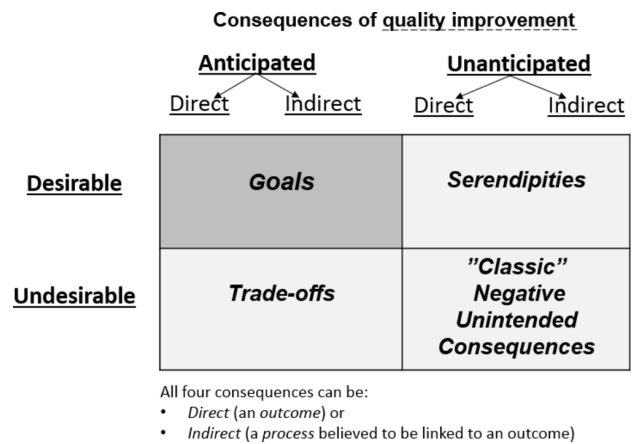 Consequences of quality improvement
Anticipated Unanticipated
Direct Indirect Direct Indirect
Desirable Goals Serendipities
Undesirable Trade-offs ”Classic”
Negative
Unintended
Consequences
All four consequences can be:
• Direct (an outcome) or
• Indirect (a process believed to be linked to an outcome)